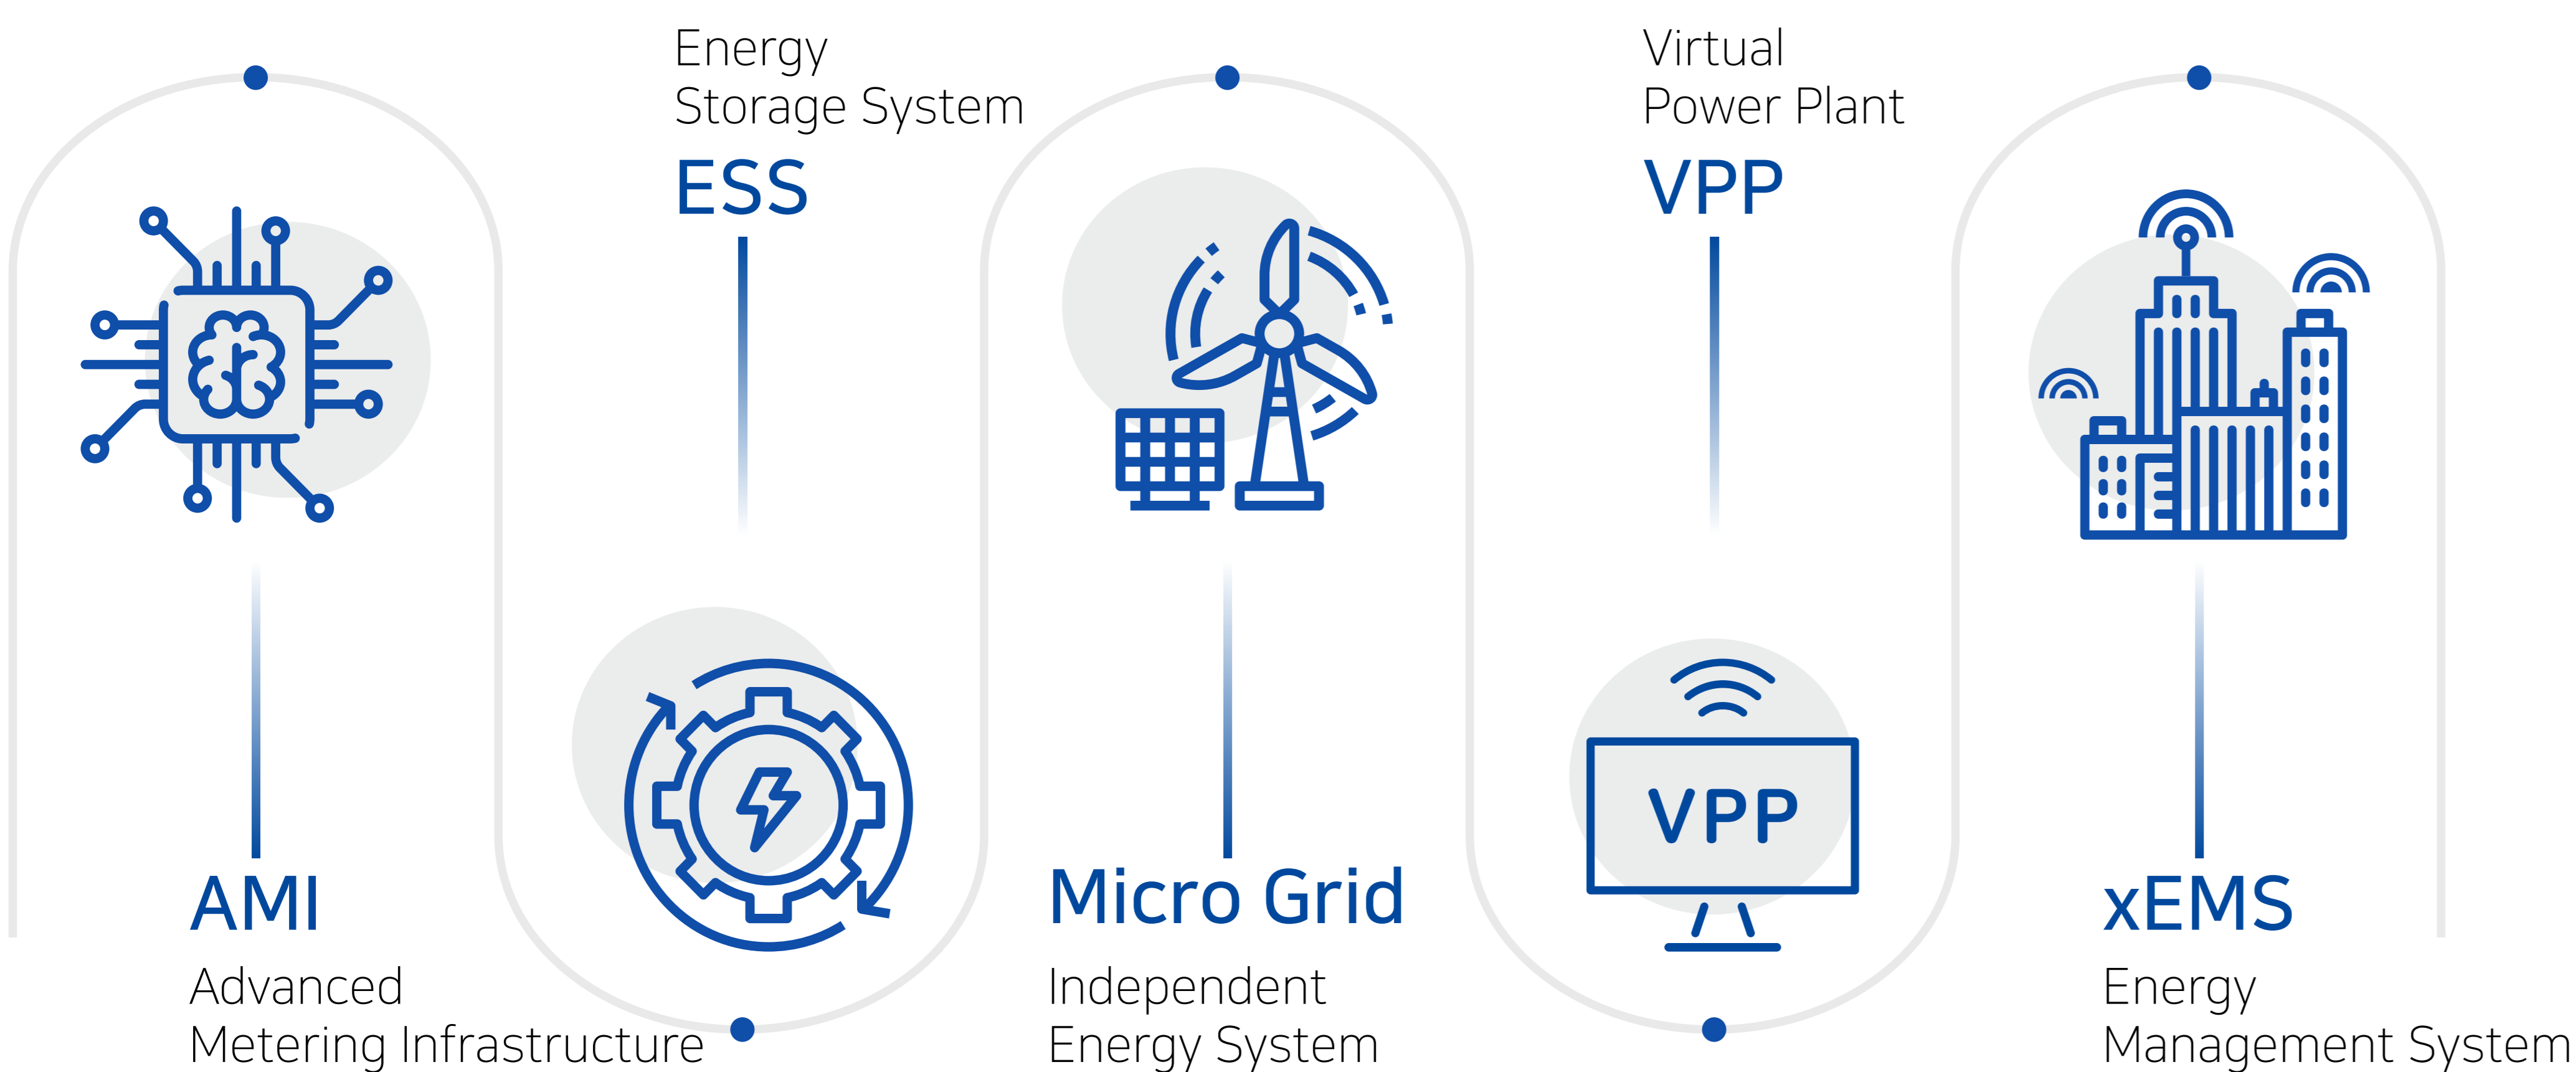 AMI
Advanced
Metering Infrastructure
Energy
Storage System
ESS
Micro Grid
Independent
Energy System
Virtual
Power Plant
VPP
VPP
xEMS
Energy
Management System